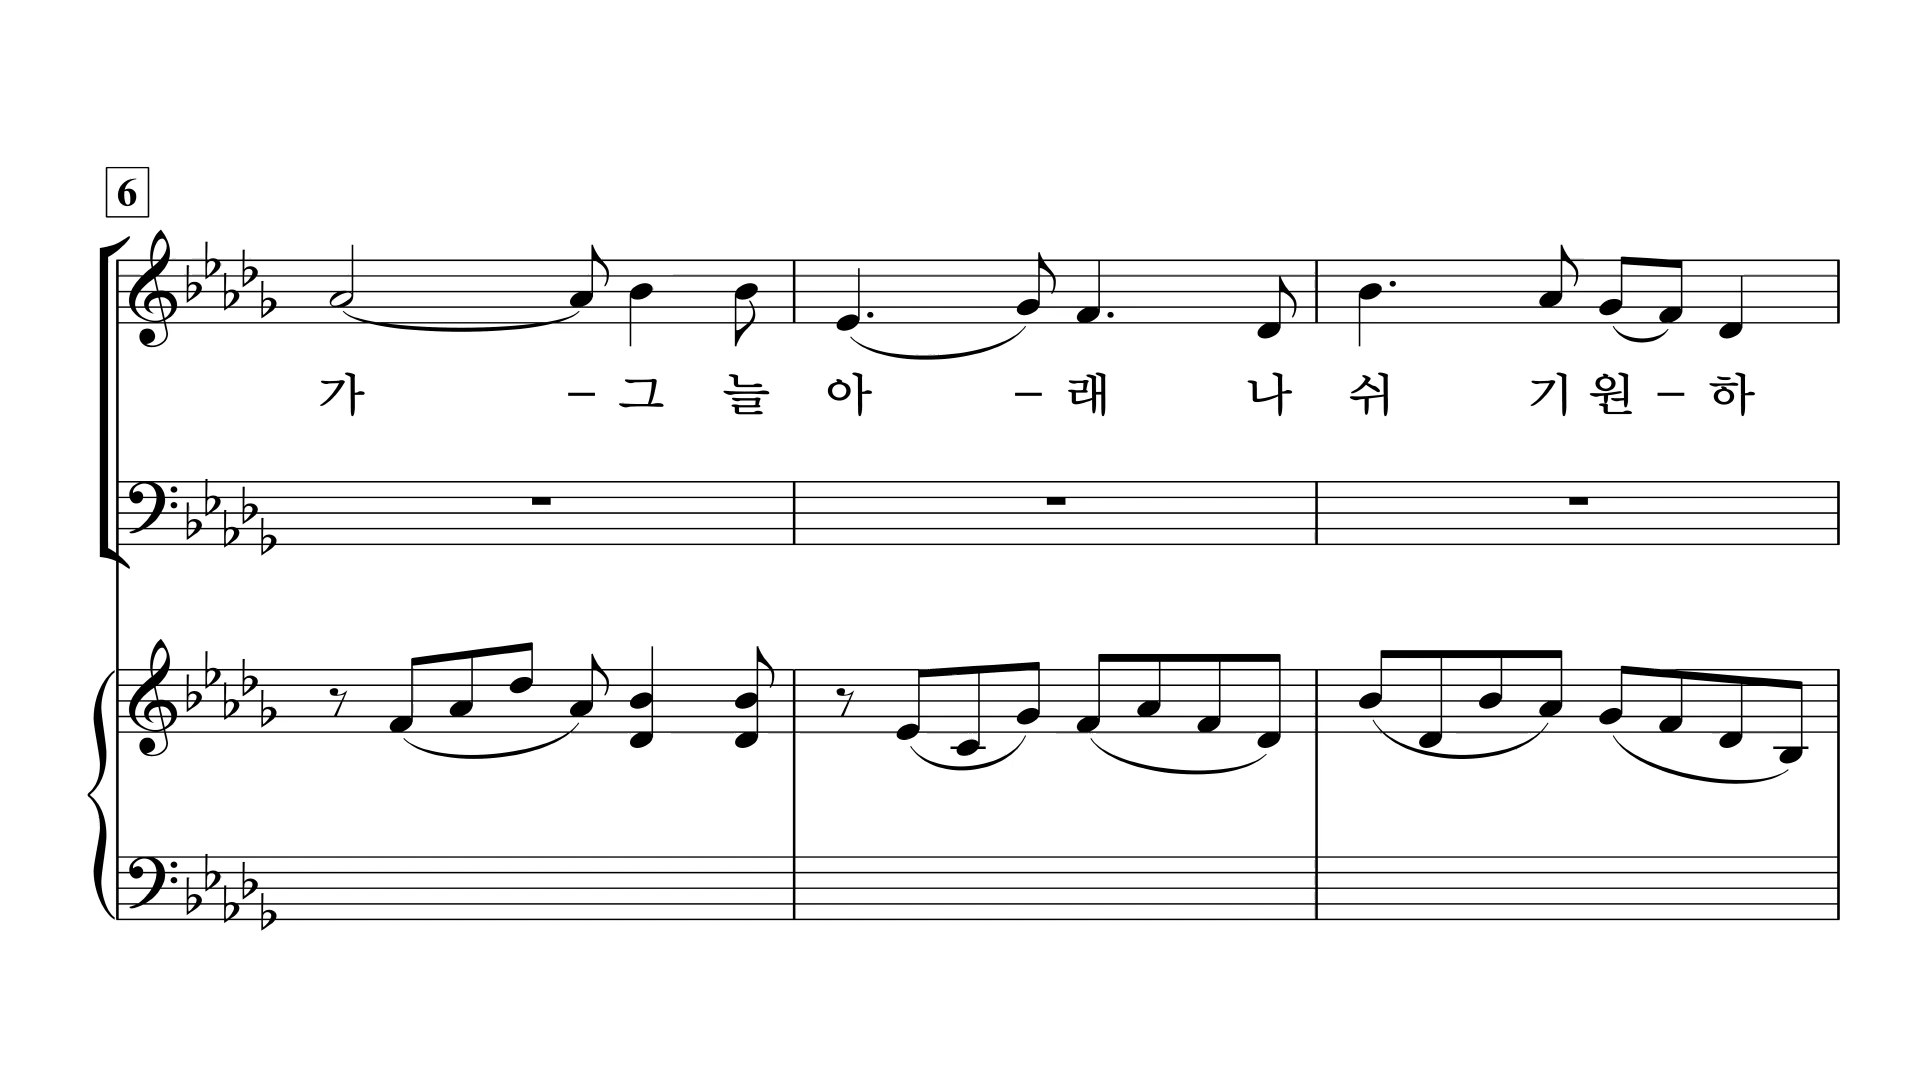 6
가 – 그 늘 아 – 래 나 쉬 기 원 – 하